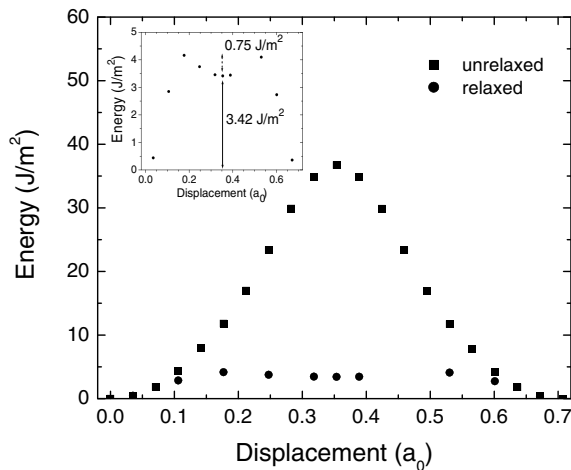 60
50
40
30
20
10
0
Energy (J/m²)
0.0 0.1 0.2 0.3 0.4 0.5 0.6 0.7
Displacement (a₀)
unrelaxed
relaxed
5
4
3
2
1
0
Energy (J/m²)
0.75 J/m²
3.42 J/m²
0.0 0.2 0.4 0.6
Displacement (a₀)